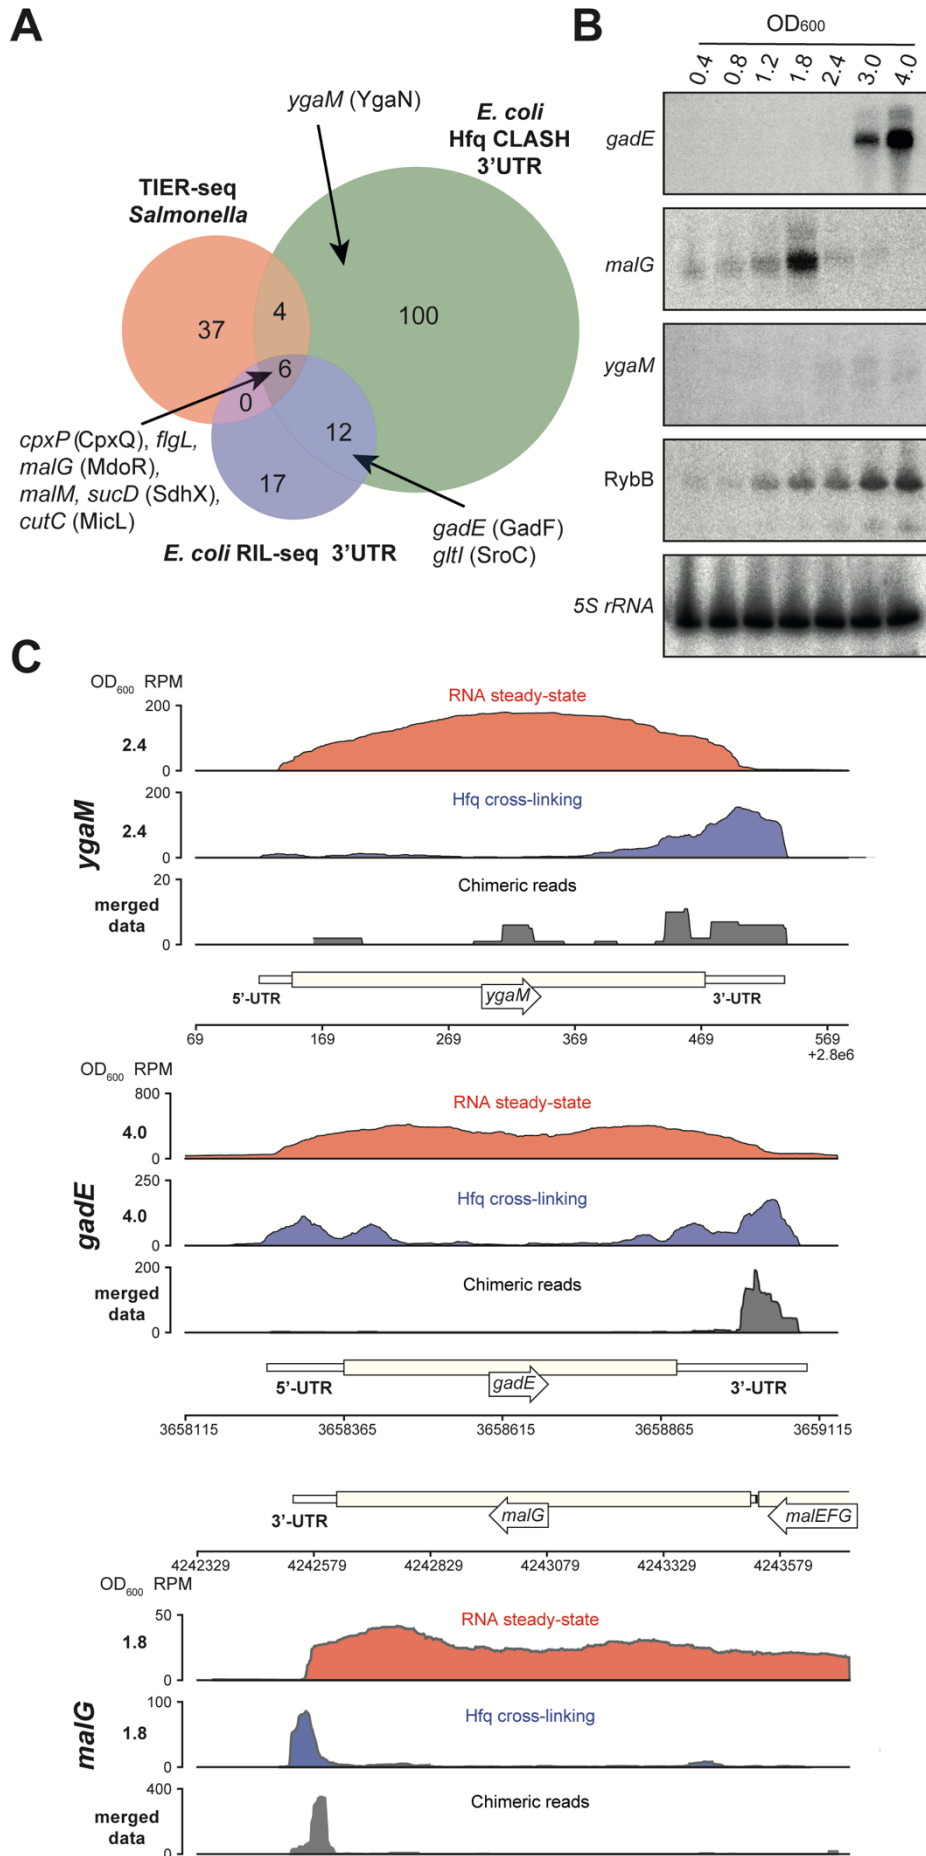 A
ygaM (YgaN)
E. coli
Hfq CLASH
3'UTR
TIER-seq
Salmonella
37
4
100
6
0
12
17
cpxP (CpxQ), flgL,
malG (MdoR),
malM, sucD (SdhX),
cutC (MicL)
gadE (GadF)
gltI (SroC)
E. coli RIL-seq 3'UTR
B
OD600
0.4 0.8 1.2 1.8 2.4 3.0 4.0
gadE
malG
ygaM
RybB
5S rRNA
C
OD600 RPM
RNA steady-state
200
2.4
0
ygaM
Hfq cross-linking
200
2.4
0
Chimeric reads
20
merged
data
0
5'-UTR
ygaM
3'-UTR
69 169 269 369 469 569
+2.8e6
OD600 RPM
RNA steady-state
800
4.0
0
gadE
Hfq cross-linking
250
4.0
0
Chimeric reads
200
merged
data
0
5'-UTR
gadE
3'-UTR
3658115 3658365 3658615 3658865 3659115
3'-UTR
malG
malEFG
4242329 4242579 4242829 4243079 4243329 4243579
OD600 RPM
RNA steady-state
50
1.8
0
malG
Hfq cross-linking
100
1.8
0
Chimeric reads
400
merged
data
0